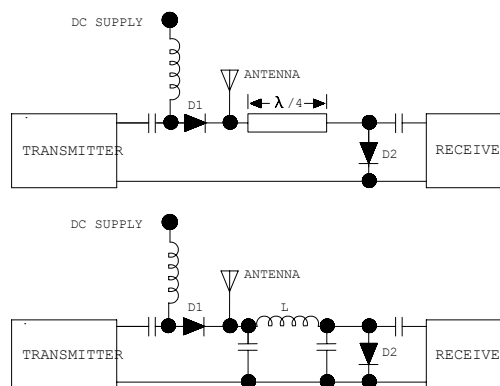 DC SUPPLY
ANTENNA
D1
λ/4
TRANSMITTER
D2
RECEIVE
DC SUPPLY
ANTENNA
D1
L
TRANSMITTER
D2
RECEIVE